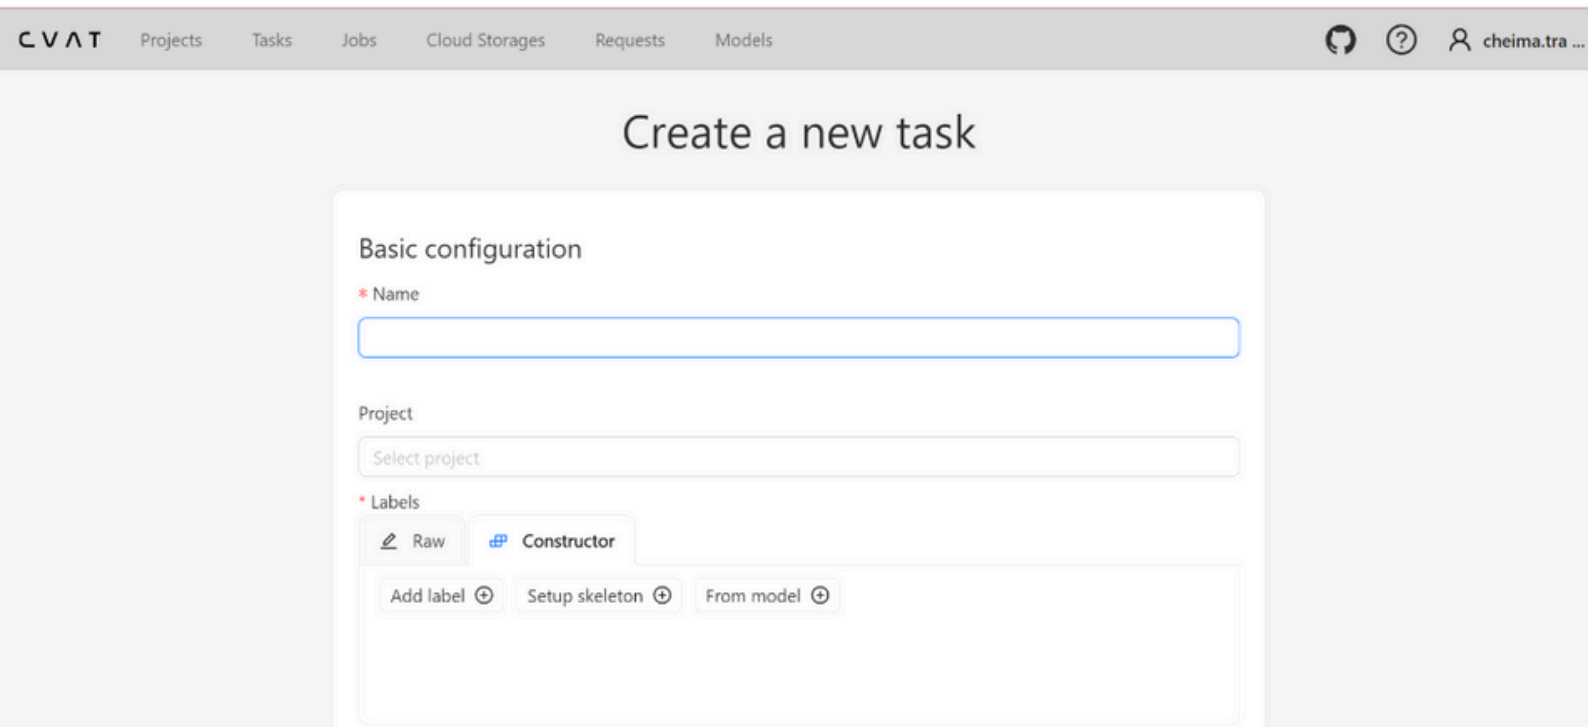 CVAT Projects Tasks Jobs Cloud Storages Requests Models cheima.tra ...
Create a new task
Basic configuration
* Name
Project
Select project
* Labels
Raw Constructor
Add label Setup skeleton From model